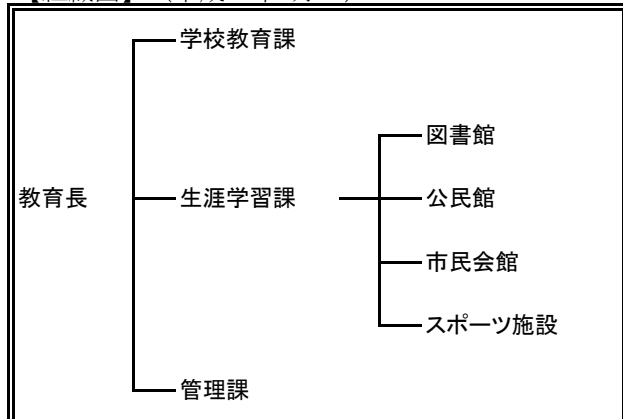 学校教育課
図書館
教育長
生涯学習課
公民館
市民会館
スポーツ施設
管理課